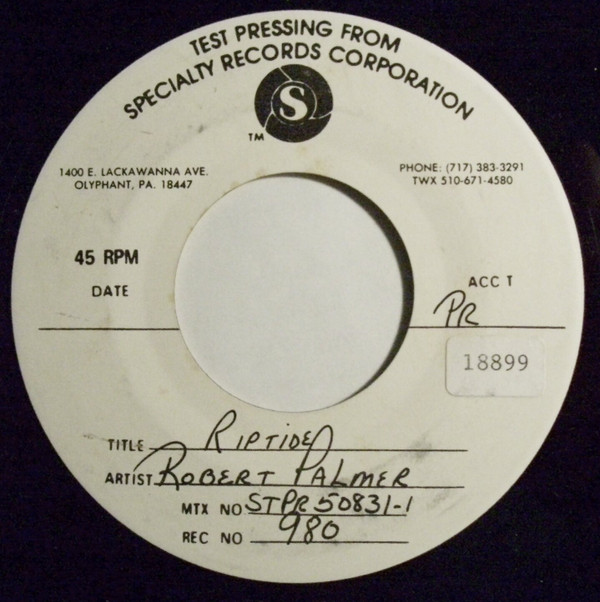 TEST PRESSING FROM
SPECIALTY RECORDS CORPORATION
S
TM
1400 E. LACKAWANNA AVE.
OLYPHANT, PA. 18447
PHONE: (717) 383-3291
TWX 510-671-4580
45 RPM
DATE
ACCT
PR
18899
TITLE RIPTIDE
ARTIST ROBERT PALMER
MTX NO STPR 50831-1
REC NO 980